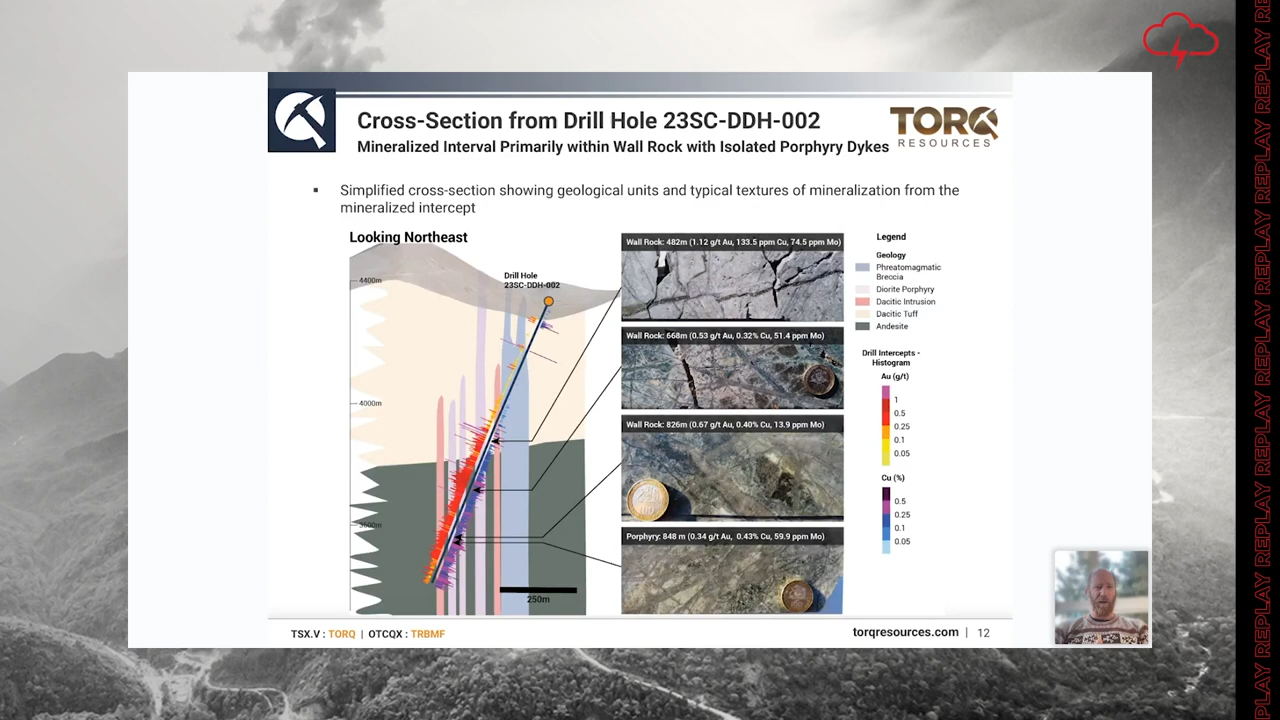 Cross-Section from Drill Hole 23SC-DDH-002
TORQ
RESOURCES
Mineralized Interval Primarily within Wall Rock with Isolated Porphyry Dykes
▪ Simplified cross-section showing geological units and typical textures of mineralization from the
mineralized intercept
Looking Northeast
Drill Hole
23SC-DDH-002
4400m
4000m
3600m
250m
Wall Rock: 482m (1.12 g/t Au, 133.5 ppm Cu, 74.5 ppm Mo)
Wall Rock: 668m (0.53 g/t Au, 0.32% Cu, 51.4 ppm Mo)
Wall Rock: 826m (0.67 g/t Au, 0.40% Cu, 13.9 ppm Mo)
Porphyry: 848 m (0.34 g/t Au, 0.43% Cu, 59.9 ppm Mo)
Legend
Geology
Phreatomagmatic
Breccia
Diorite Porphyry
Dacitic Intrusion
Dacitic Tuff
Andesite
Drill Intercepts -
Histogram
Au (g/t)
1
0.5
0.25
0.1
0.05
Cu (%)
0.5
0.25
0.1
0.05
TSX.V : TORQ | OTCQX : TRBMF
torqresources.com | 12
REPLAY REPLAY REPLAY REPLAY REPLAY REPLAY REPLAY